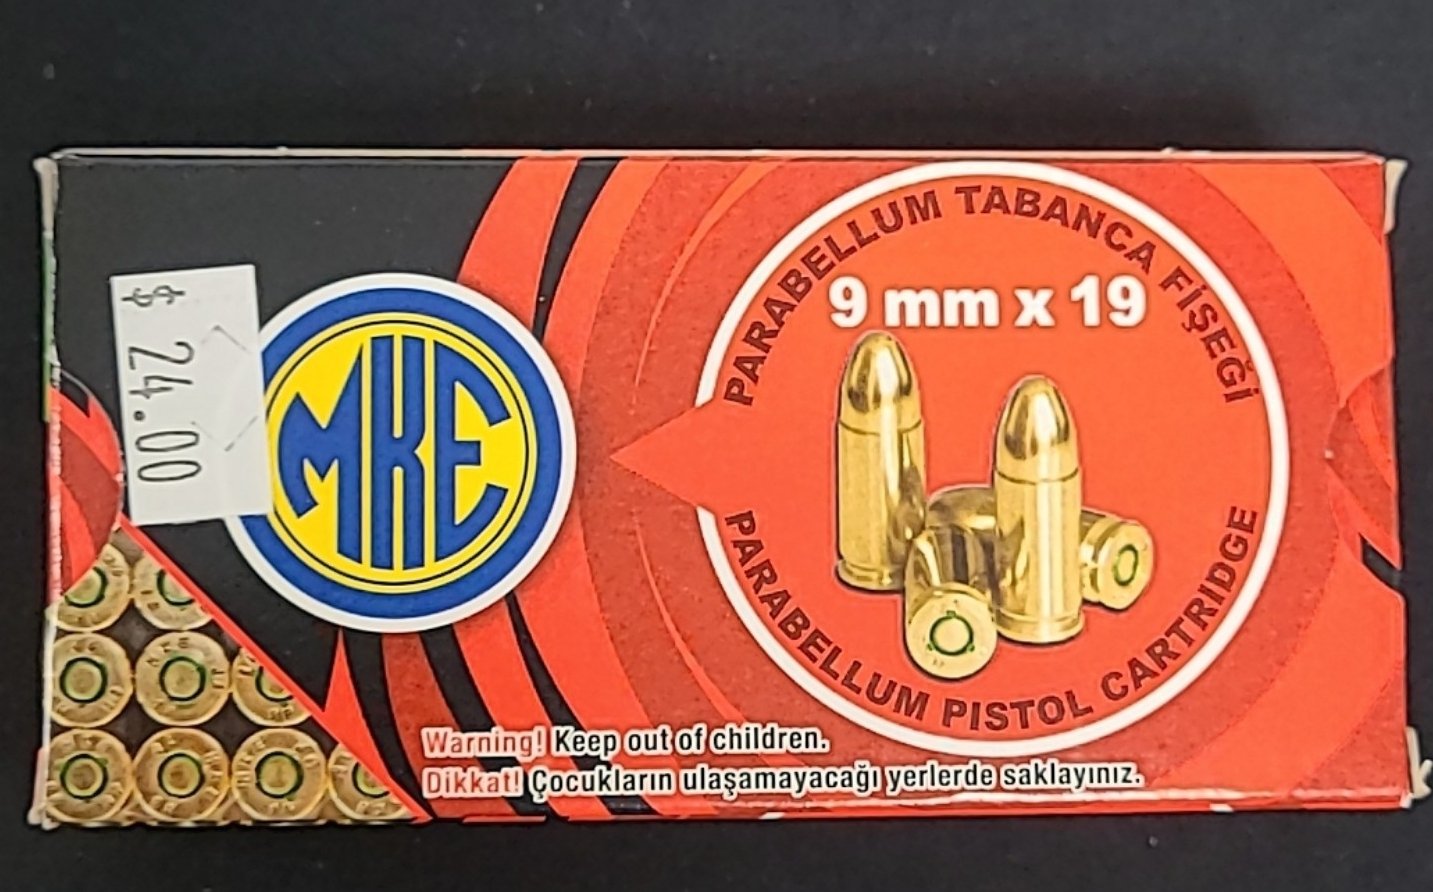 $ 24.00
MKE
PARABELLUM TABANCA FİŞEĞİ
9 mm x 19
PARABELLUM PISTOL CARTRIDGE
Warning! Keep out of children.
Dikkat! Çocukların ulaşamayacağı yerlerde saklayınız.